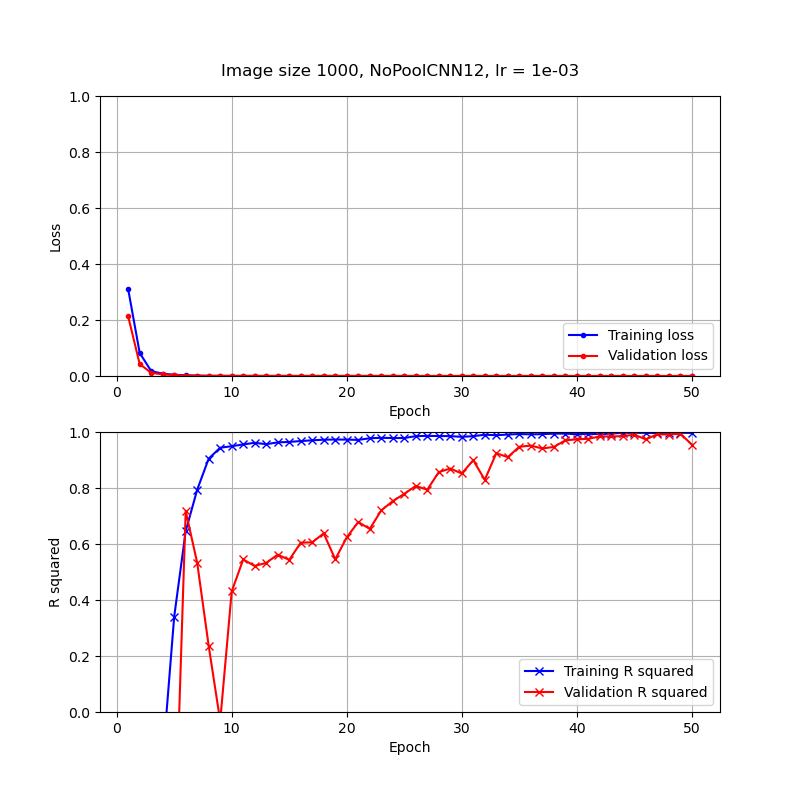 Image size 1000, NoPoolCNN12, lr = 1e-03
1.0
0.8
0.6
0.4
0.2
0.0
Loss
0 10 20 30 40 50
Epoch
Training loss
Validation loss
1.0
0.8
0.6
0.4
0.2
0.0
R squared
0 10 20 30 40 50
Epoch
Training R squared
Validation R squared